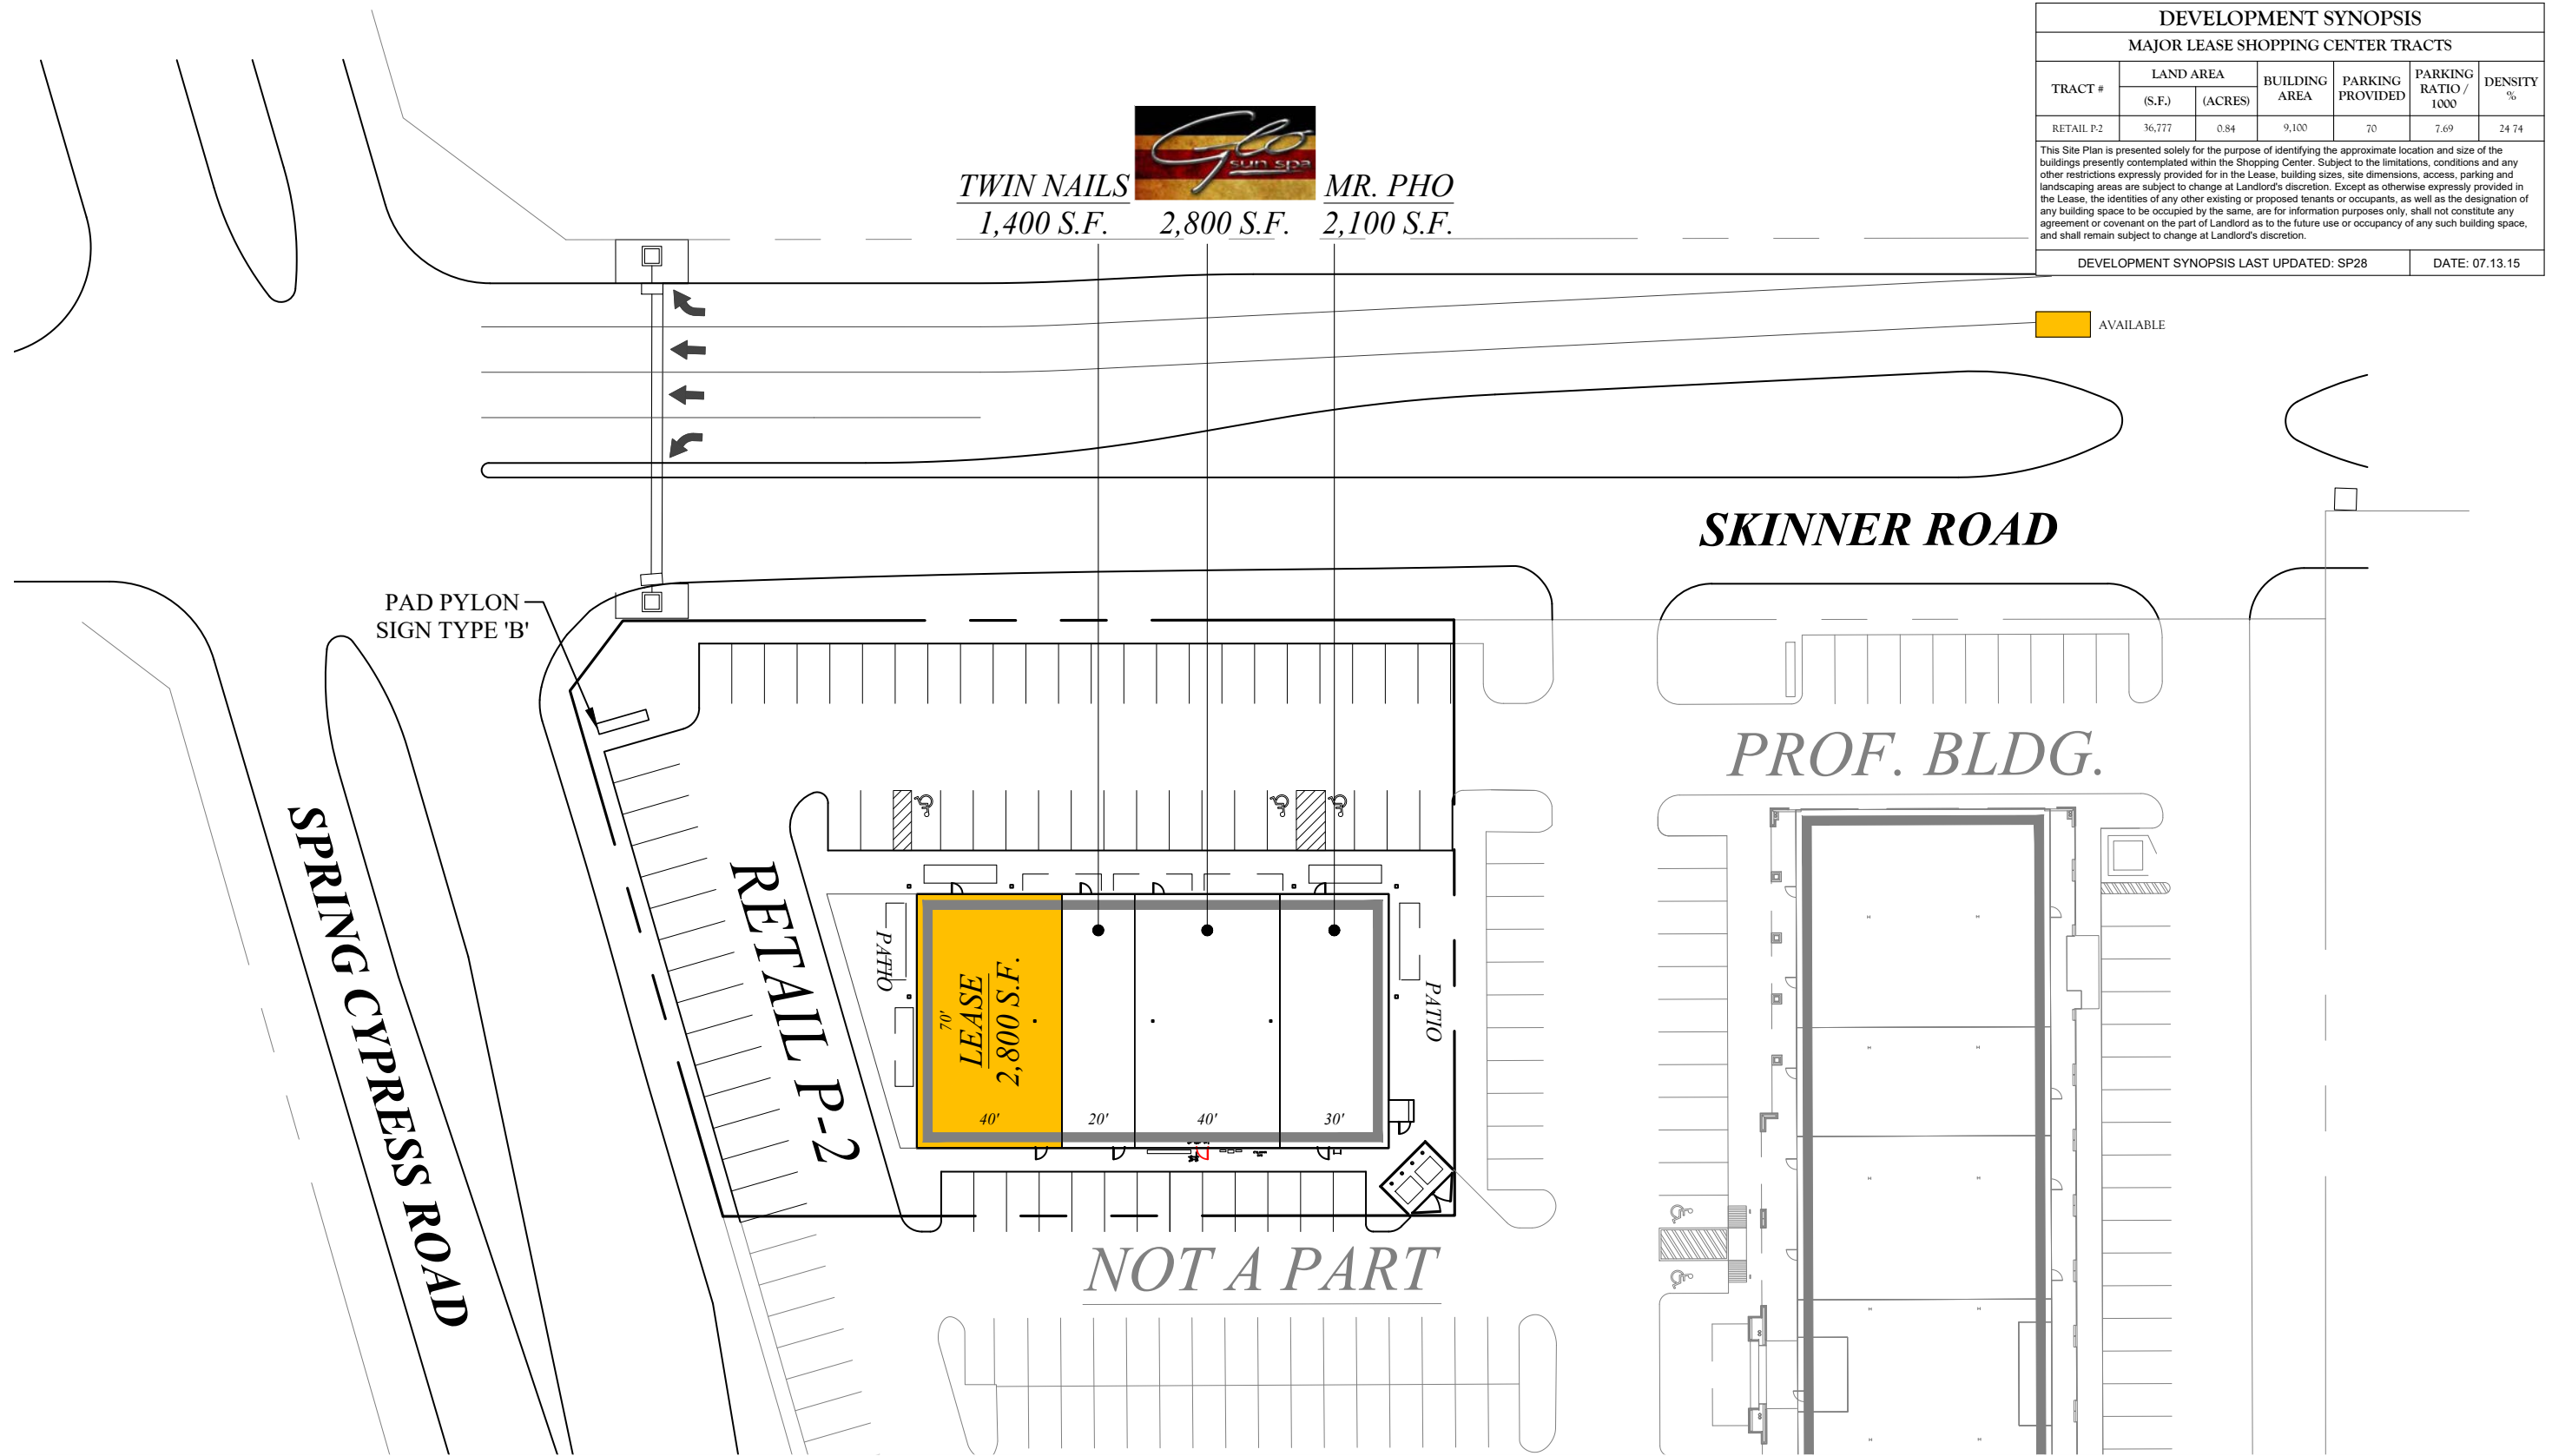 DEVELOPMENT SYNOPSIS
MAJOR LEASE SHOPPING CENTER TRACTS
TRACT #
LAND AREA
(S.F.)
(ACRES)
BUILDING
AREA
PARKING
PROVIDED
PARKING
RATIO /
1000
DENSITY
%
RETAIL P-2
36,777
0.84
9,100
70
7.69
24 74
This Site Plan is presented solely for the purpose of identifying the approximate location and size of the
buildings presently contemplated within the Shopping Center. Subject to the limitations, conditions and any
other restrictions expressly provided for in the Lease, building sizes, site dimensions, access, parking and
landscaping areas are subject to change at Landlord's discretion. Except as otherwise expressly provided in
the Lease, the identities of any other existing or proposed tenants or occupants, as well as the designation of
any building space to be occupied by the same, are for information purposes only, shall not constitute any
agreement or covenant on the part of Landlord as to the future use or occupancy of any such building space,
and shall remain subject to change at Landlord's discretion.
DEVELOPMENT SYNOPSIS LAST UPDATED: SP28
DATE: 07.13.15
AVAILABLE
Glo
sun spa
TWIN NAILS
1,400 S.F.
2,800 S.F.
MR. PHO
2,100 S.F.
SKINNER ROAD
PAD PYLON
SIGN TYPE 'B'
PROF. BLDG.
SPRING CYPRESS ROAD
RETAIL P-2
PATIO
70'
LEASE
2,800 S.F.
PATIO
40'
20'
40'
30'
NOT A PART